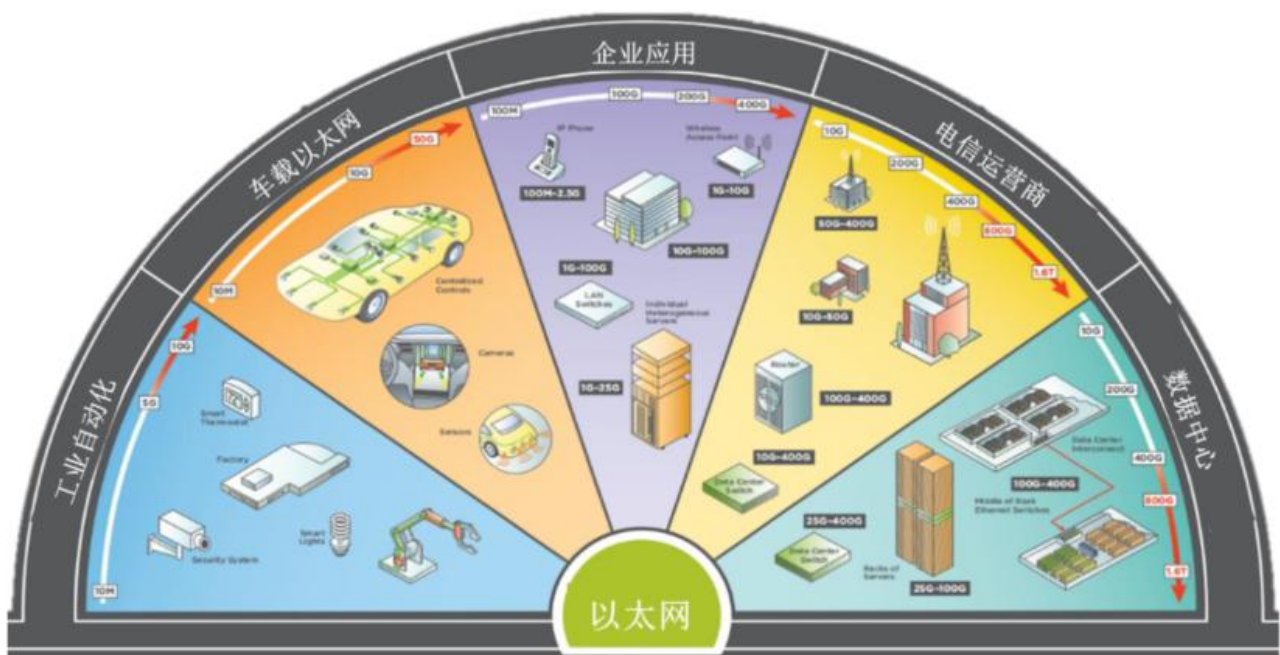 工业自动化
车载以太网
企业应用
电信运营商
数据中心
10M
5G
10G
Smart
Thermostat
Factory
Security System
Smart
Lights
10M
10G
50G
Centralized
Controls
Cameras
Sensors
100M
100G
200G
400G
IP Phone
100M-2.5G
Wireless
Access Point
1G-10G
10G-100G
1G-100G
LAN
Switches
Individual
Heterogeneous
Servers
1G-25G
10G
200G
400G
800G
1.6T
50G-400G
10G-50G
Router
100G-400G
10G-400G
Data Center
Switch
10G
200G
400G
800G
1.6T
Data Center
Interconnect
100G-400G
Middle of Rack
Ethernet Switches
25G-400G
Data Center
Switch
Racks of
Servers
25G-100G
以太网